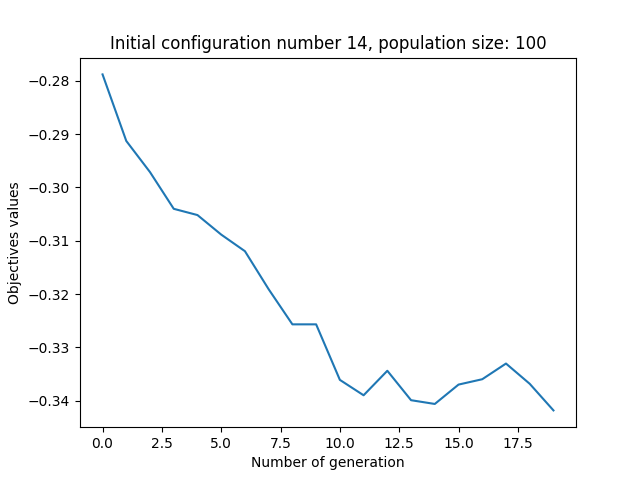 Initial configuration number 14, population size: 100
−0.28
−0.29
−0.30
−0.31
−0.32
−0.33
−0.34
Objectives values
0.0 2.5 5.0 7.5 10.0 12.5 15.0 17.5
Number of generation